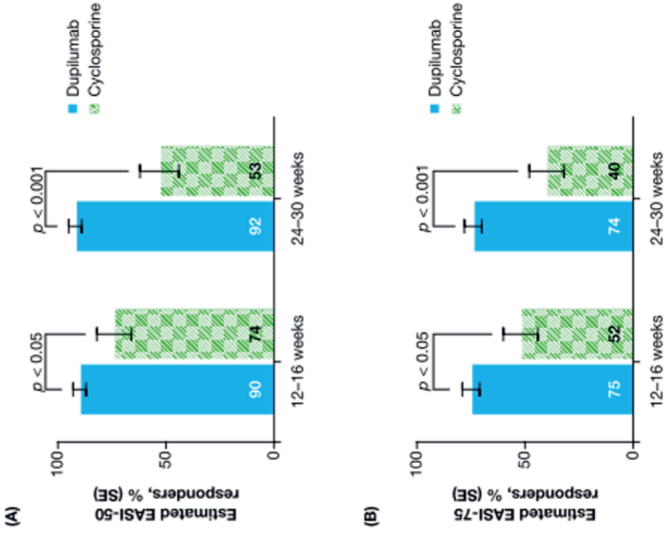 (A)
Estimated EASI-50
responders, % (SE)
100
50
0
p < 0.05
p < 0.001
90
74
92
53
12–16 weeks
24–30 weeks
Dupilumab
Cyclosporine
(B)
Estimated EASI-75
responders, % (SE)
100
50
0
p < 0.05
p < 0.001
75
52
74
40
12–16 weeks
24–30 weeks
Dupilumab
Cyclosporine